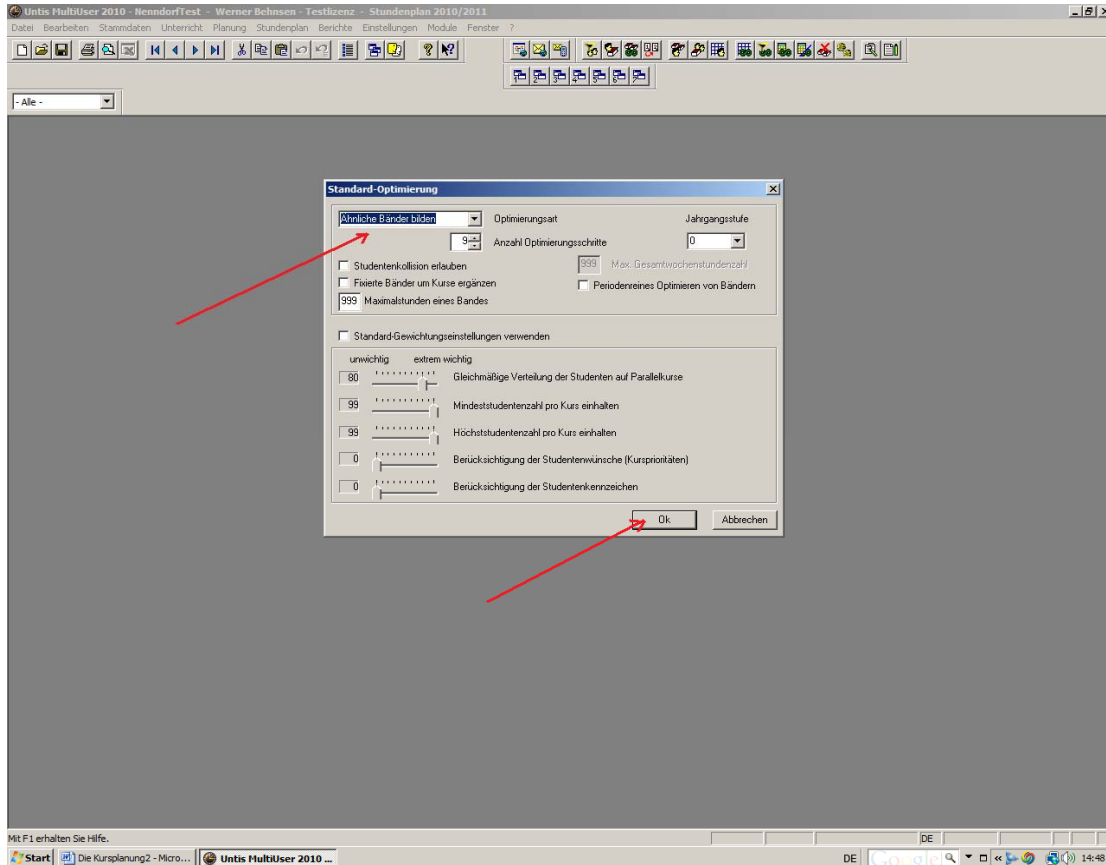 Untis MultiUser 2010 - NenndorfTest - Werner Behnsen - Testlizenz - Stundenplan 2010/2011
Datei Bearbeiten Stammdaten Unterricht Planung Stundenplan Berichte Einstellungen Module Fenster ?
- Alle -
Standard-Optimierung
Ähnliche Bänder bilden Optimierungsart Jahrgangsstufe
9 Anzahl Optimierungsschritte 0
Studentenkollision erlauben 999 Max. Gesamtwochenstundenzahl
Fixierte Bänder um Kurse ergänzen Periodenreines Optimieren von Bändern
999 Maximalstunden eines Bandes
Standard-Gewichtungseinstellungen verwenden
unwichtig extrem wichtig
80 Gleichmäßige Verteilung der Studenten auf Parallelkurse
99 Mindeststudentenzahl pro Kurs einhalten
99 Höchststudentenzahl pro Kurs einhalten
0 Berücksichtigung der Studentenwünsche (Kursprioritäten)
0 Berücksichtigung der Studentenkennzeichen
Ok Abbrechen
Mit F1 erhalten Sie Hilfe. DE
Start Die Kursplanung2 - Micro... Untis MultiUser 2010 ... DE Google 14:48